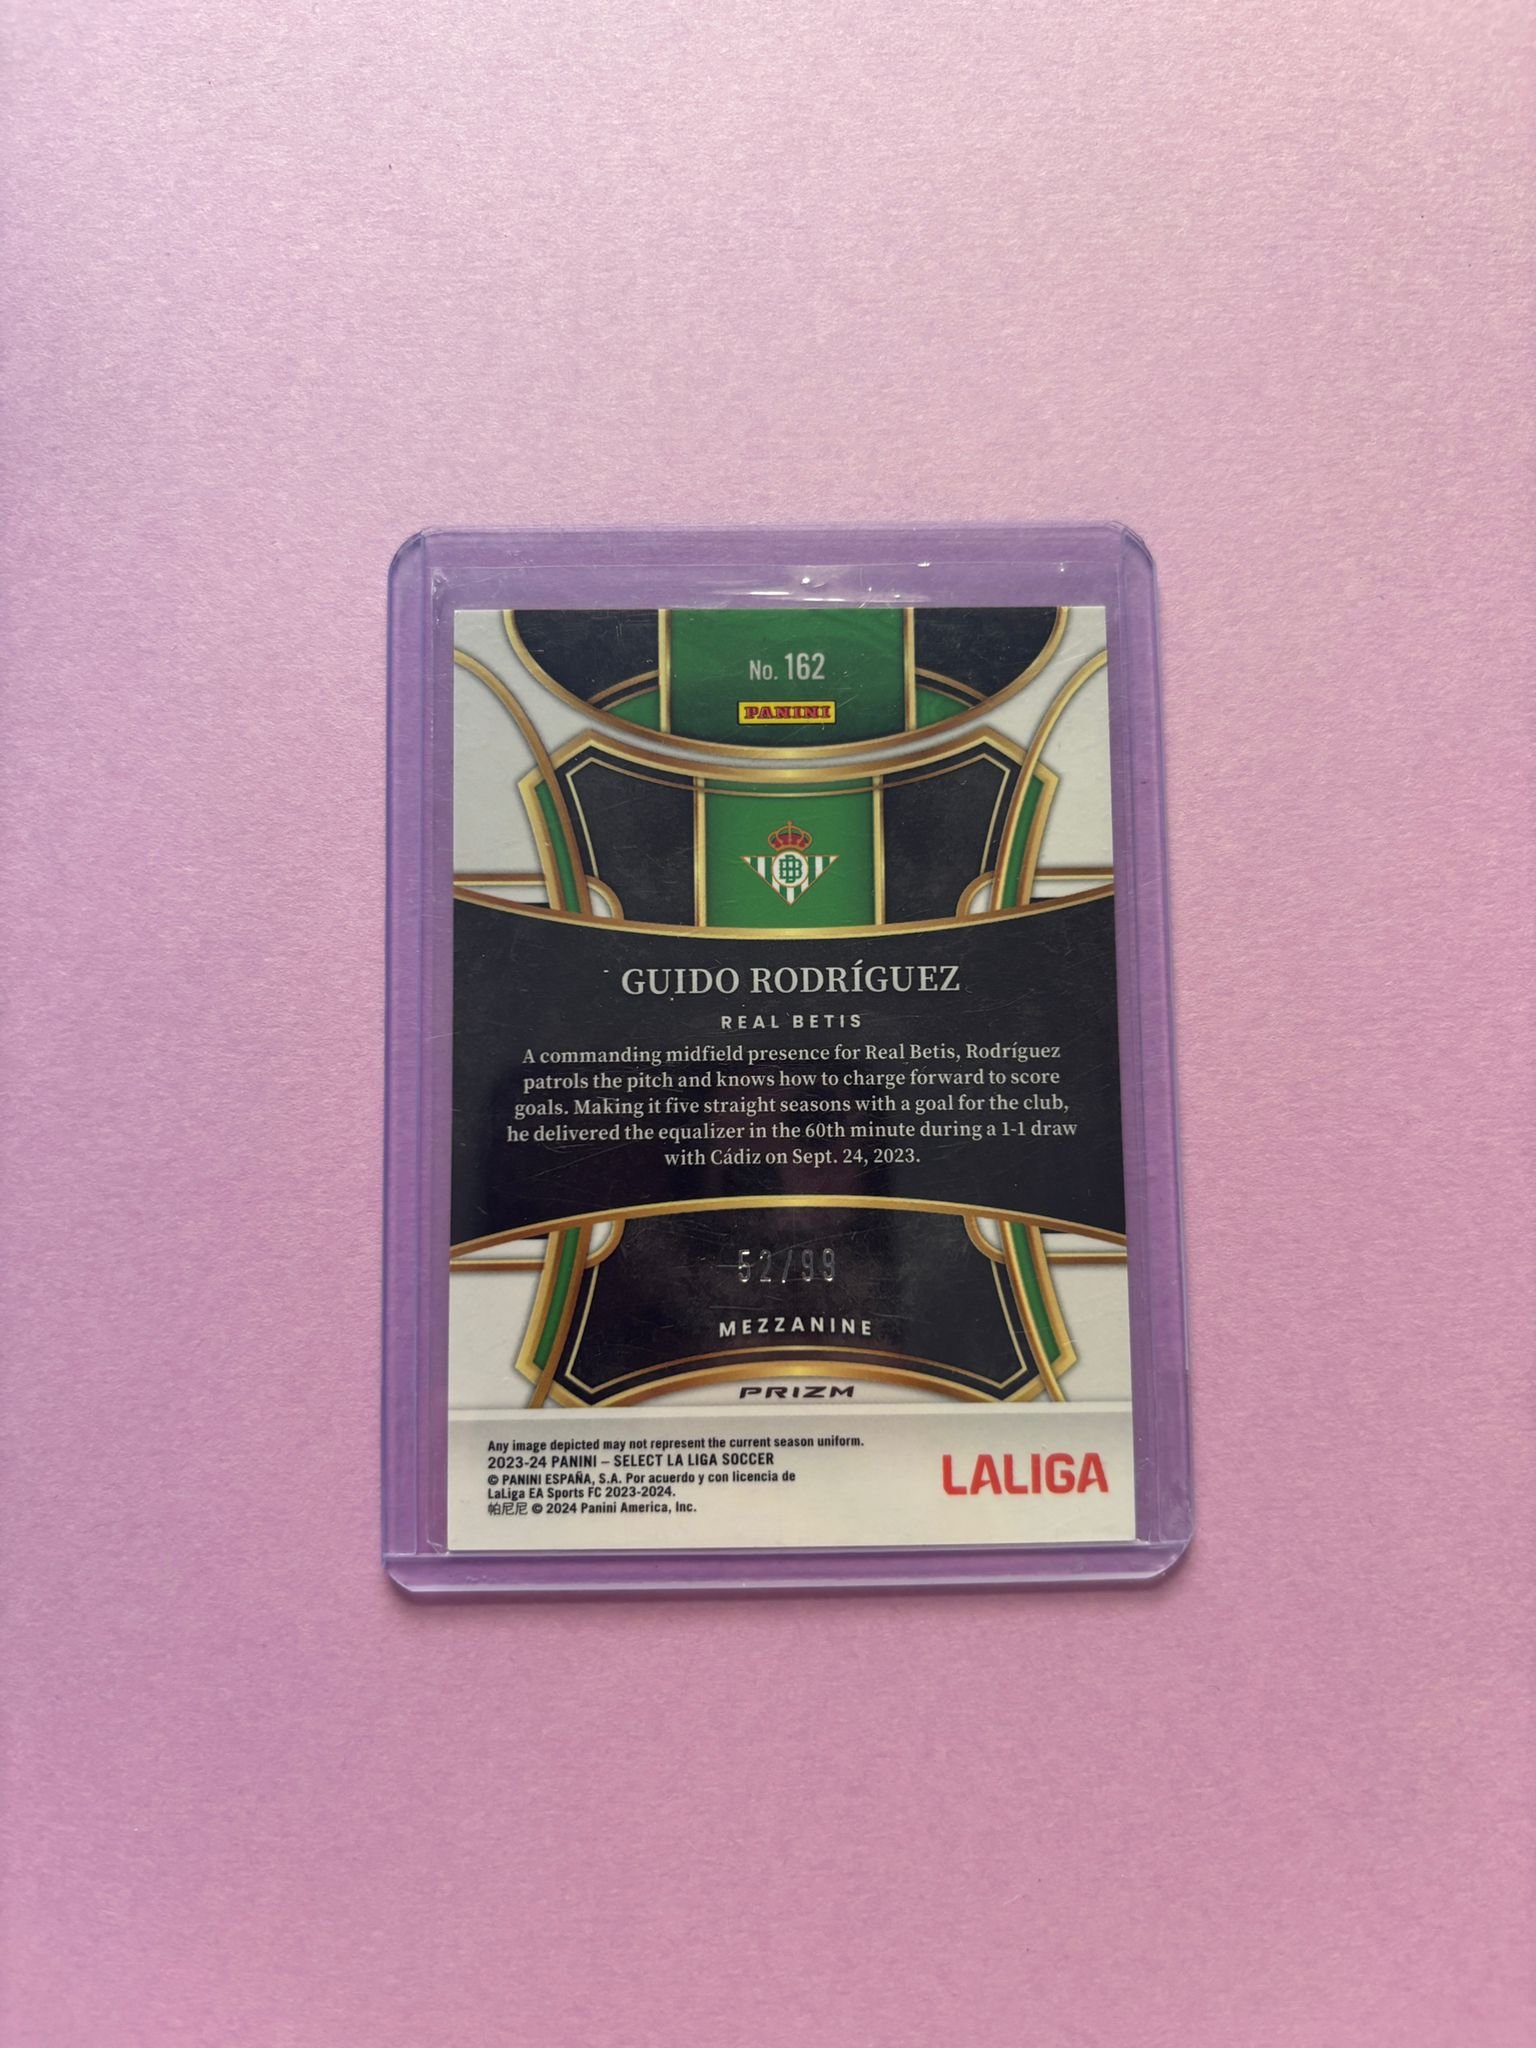 No. 162
PANINI
GUIDO RODRÍGUEZ
REAL BETIS
A commanding midfield presence for Real Betis, Rodríguez
patrols the pitch and knows how to charge forward to score
goals. Making it five straight seasons with a goal for the club,
he delivered the equalizer in the 60th minute during a 1-1 draw
with Cádiz on Sept. 24, 2023.
52/99
MEZZANINE
PRIZM
Any image depicted may not represent the current season uniform.
2023-24 PANINI – SELECT LA LIGA SOCCER
© PANINI ESPAÑA, S.A. Por acuerdo y con licencia de
LaLiga EA Sports FC 2023-2024.
帕尼尼 © 2024 Panini America, Inc.
LALIGA